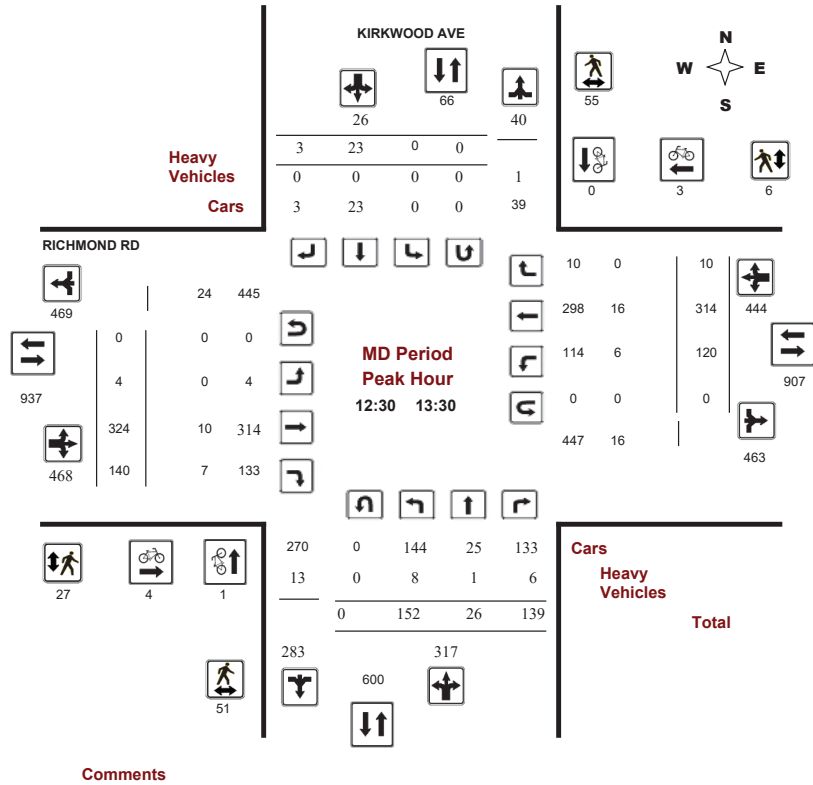 KIRKWOOD AVE
N
W E
S
66
55
26 40
3 23 0 0
Heavy
Vehicles
0 0 0 0 1
0 3 6
Cars 3 23 0 0 39
RICHMOND RD
10 0 10
24 445
469
298 16 314 444
0 0 0
MD Period
114 6 120
Peak Hour
4 0 4
907
937
12:30 13:30
0 0 0
324 10 314
447 16
463
468 140 7 133
270 0 144 25 133 Cars
13 0 8 1 6 Heavy
Vehicles
27 4 1
0 152 26 139
Total
283 317
600
51
Comments